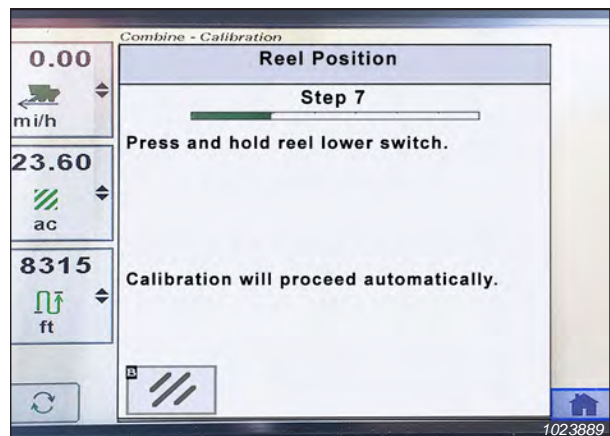 Combine - Calibration
Reel Position
Step 7
Press and hold reel lower switch.
Calibration will proceed automatically.
B
0.00
mi/h
23.60
ac
8315
ft
1023889